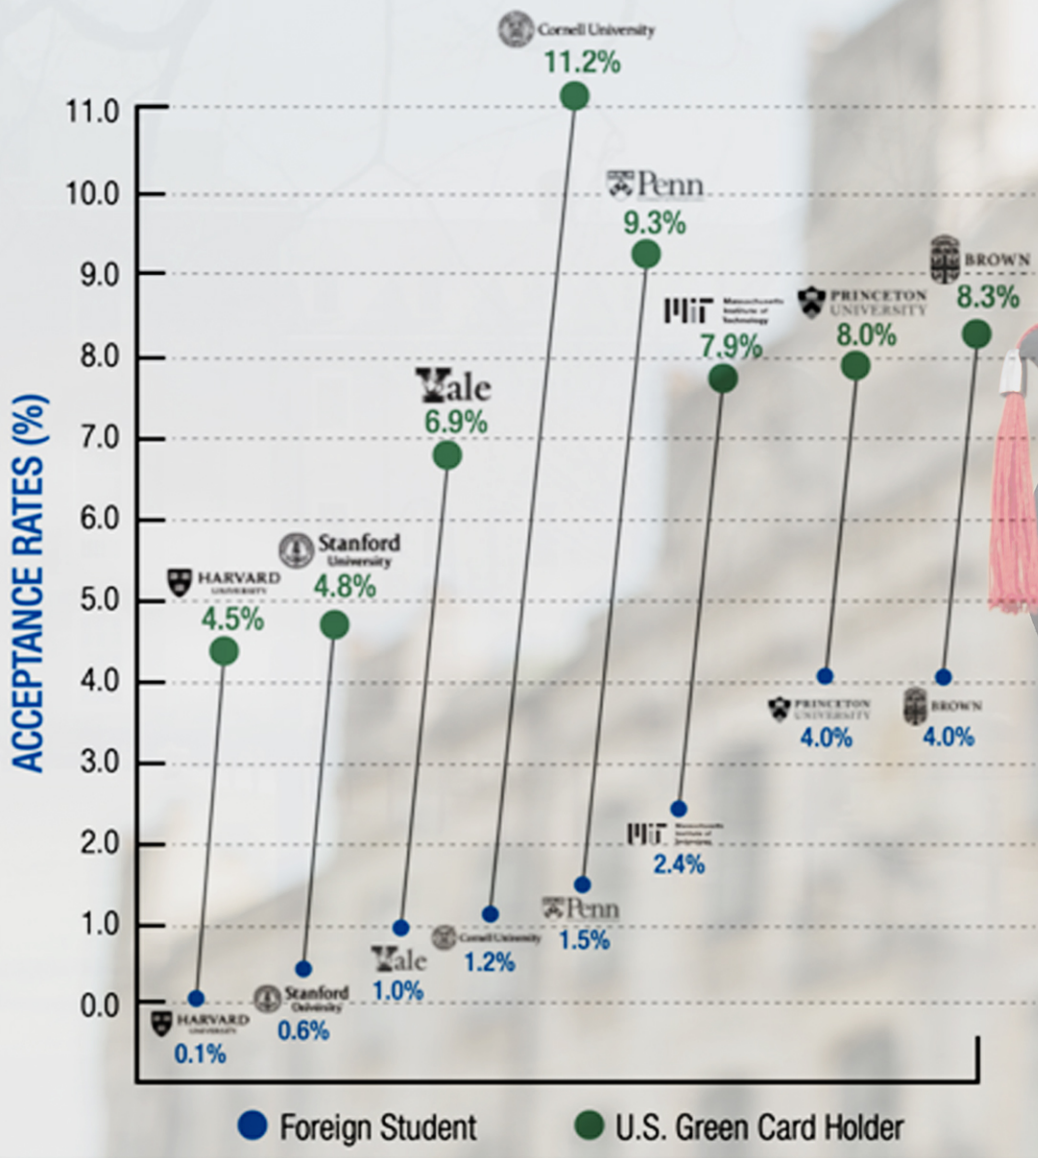 Cornell University
11.2%
11.0
10.0
Penn
9.3%
9.0
BROWN
8.3%
MIT Massachusetts Institute of Technology
7.9%
PRINCETON
UNIVERSITY
8.0%
8.0
Yale
6.9%
7.0
6.0
Stanford
University
4.8%
HARVARD
UNIVERSITY
4.5%
5.0
4.0
PRINCETON
UNIVERSITY
4.0%
BROWN
4.0%
3.0
2.0
MIT
2.4%
1.0
Penn
1.5%
Cornell University
1.2%
Yale
1.0%
0.0
Stanford
University
0.6%
HARVARD
UNIVERSITY
0.1%
ACCEPTANCE RATES (%)
Foreign Student
U.S. Green Card Holder